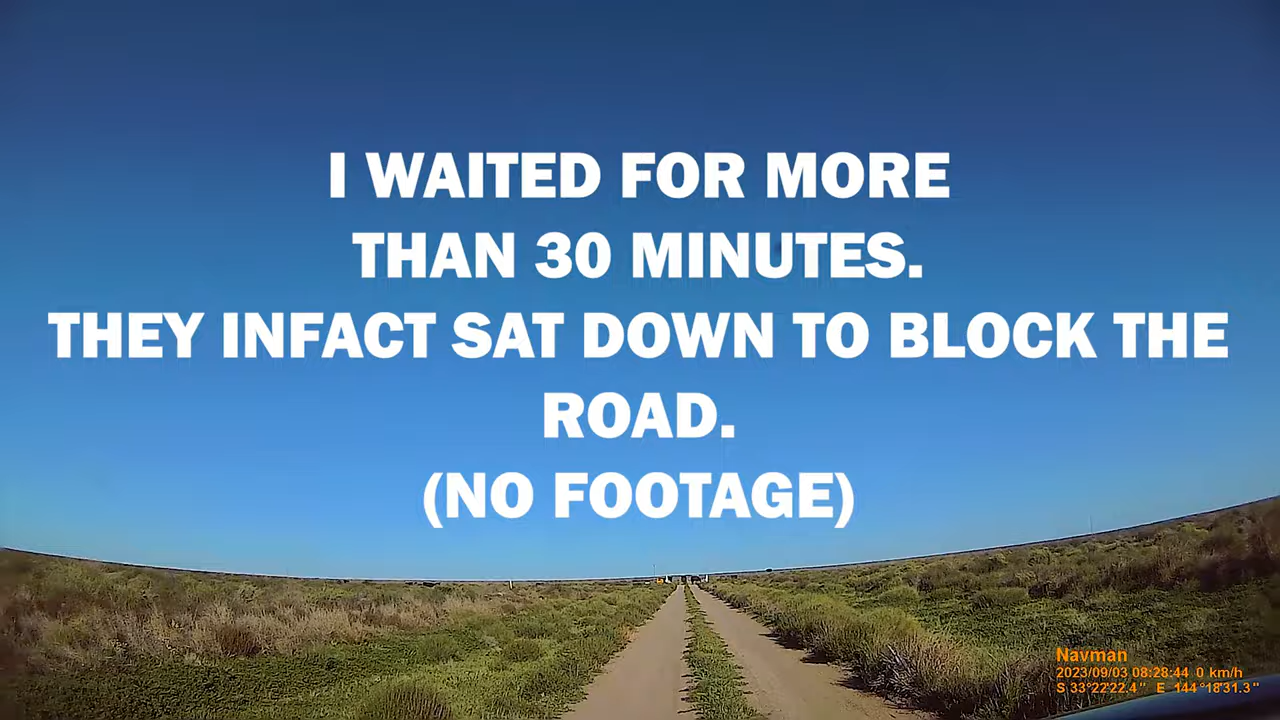 I WAITED FOR MORE
THAN 30 MINUTES.
THEY INFACT SAT DOWN TO BLOCK THE
ROAD.
(NO FOOTAGE)
Navman
2023/09/03 08:28:44 0 km/h
S 33°22'22.4" E 144°18'31.3"